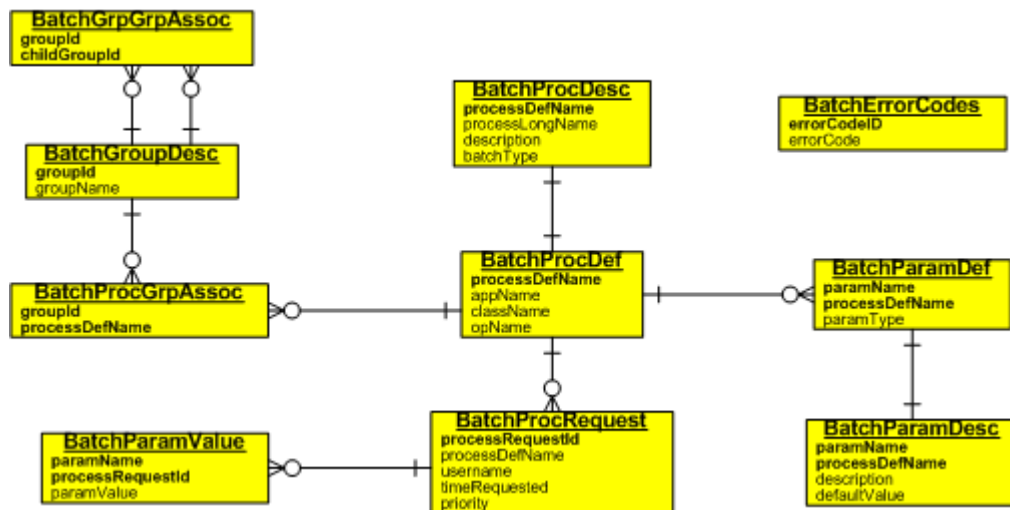 BatchGrpGrpAssoc
groupId
childGroupId
BatchProcDesc
processDefName
processLongName
description
batchType
BatchErrorCodes
errorCodeID
errorCode
BatchGroupDesc
groupId
groupName
BatchProcDef
processDefName
appName
className
opName
BatchParamDef
paramName
processDefName
paramType
BatchProcGrpAssoc
groupId
processDefName
BatchProcRequest
processRequestId
processDefName
username
timeRequested
priority
BatchParamDesc
paramName
processDefName
description
defaultValue
BatchParamValue
paramName
processRequestId
paramValue